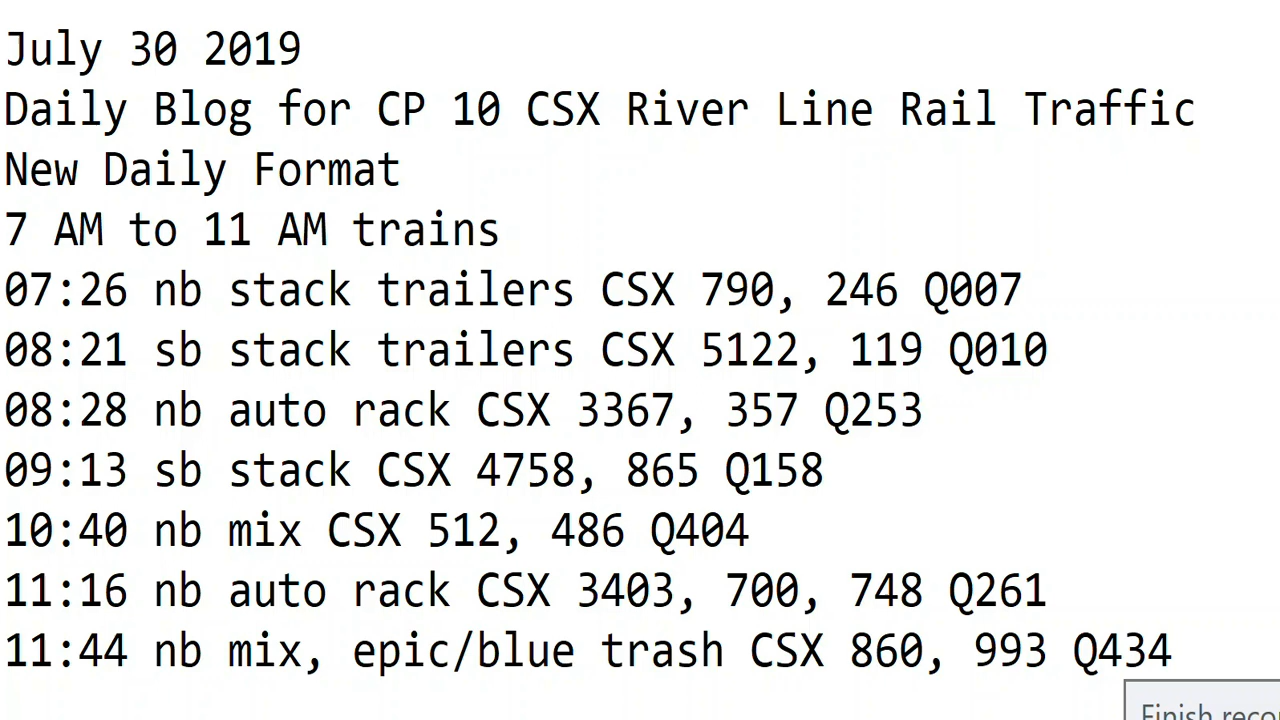 July 30 2019
Daily Blog for CP 10 CSX River Line Rail Traffic
New Daily Format
7 AM to 11 AM trains
07:26 nb stack trailers CSX 790, 246 Q007
08:21 sb stack trailers CSX 5122, 119 Q010
08:28 nb auto rack CSX 3367, 357 Q253
09:13 sb stack CSX 4758, 865 Q158
10:40 nb mix CSX 512, 486 Q404
11:16 nb auto rack CSX 3403, 700, 748 Q261
11:44 nb mix, epic/blue trash CSX 860, 993 Q434
Finish